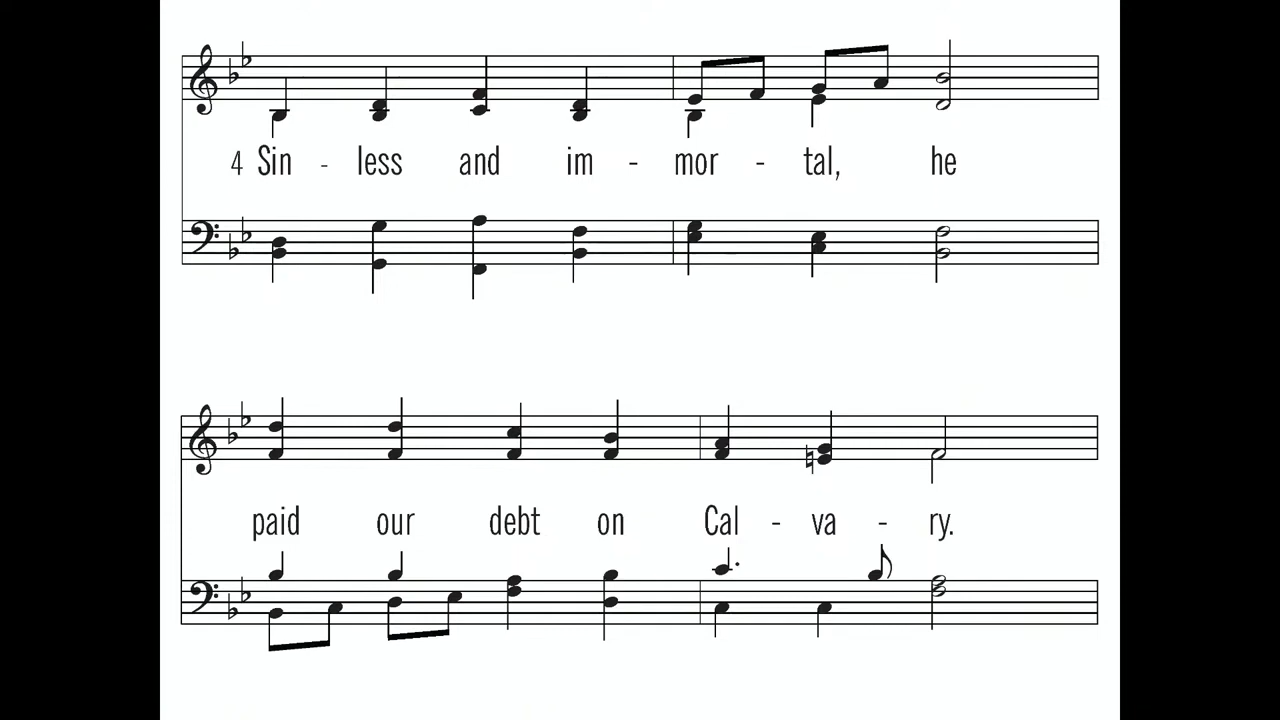 4 Sin - less and im - mor - tal, he
paid our debt on Cal - va - ry.